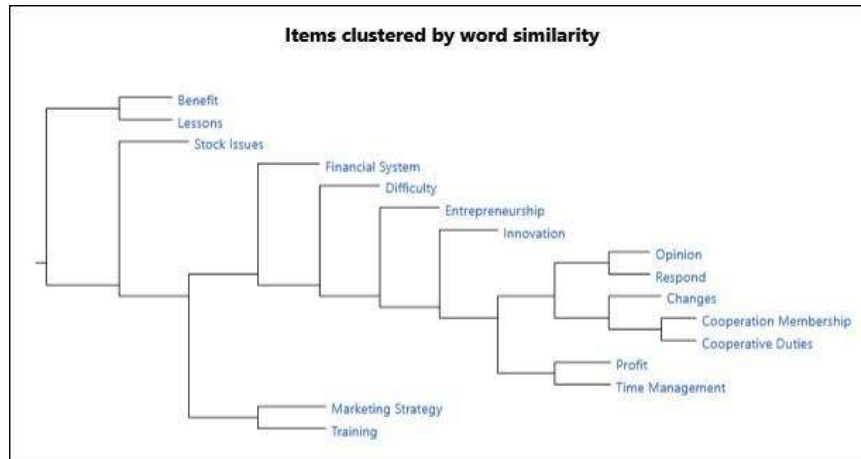 Items clustered by word similarity
Benefit
Lessons
Stock Issues
Financial System
Difficulty
Entrepreneurship
Innovation
Opinion
Respond
Changes
Cooperation Membership
Cooperative Duties
Profit
Time Management
Marketing Strategy
Training